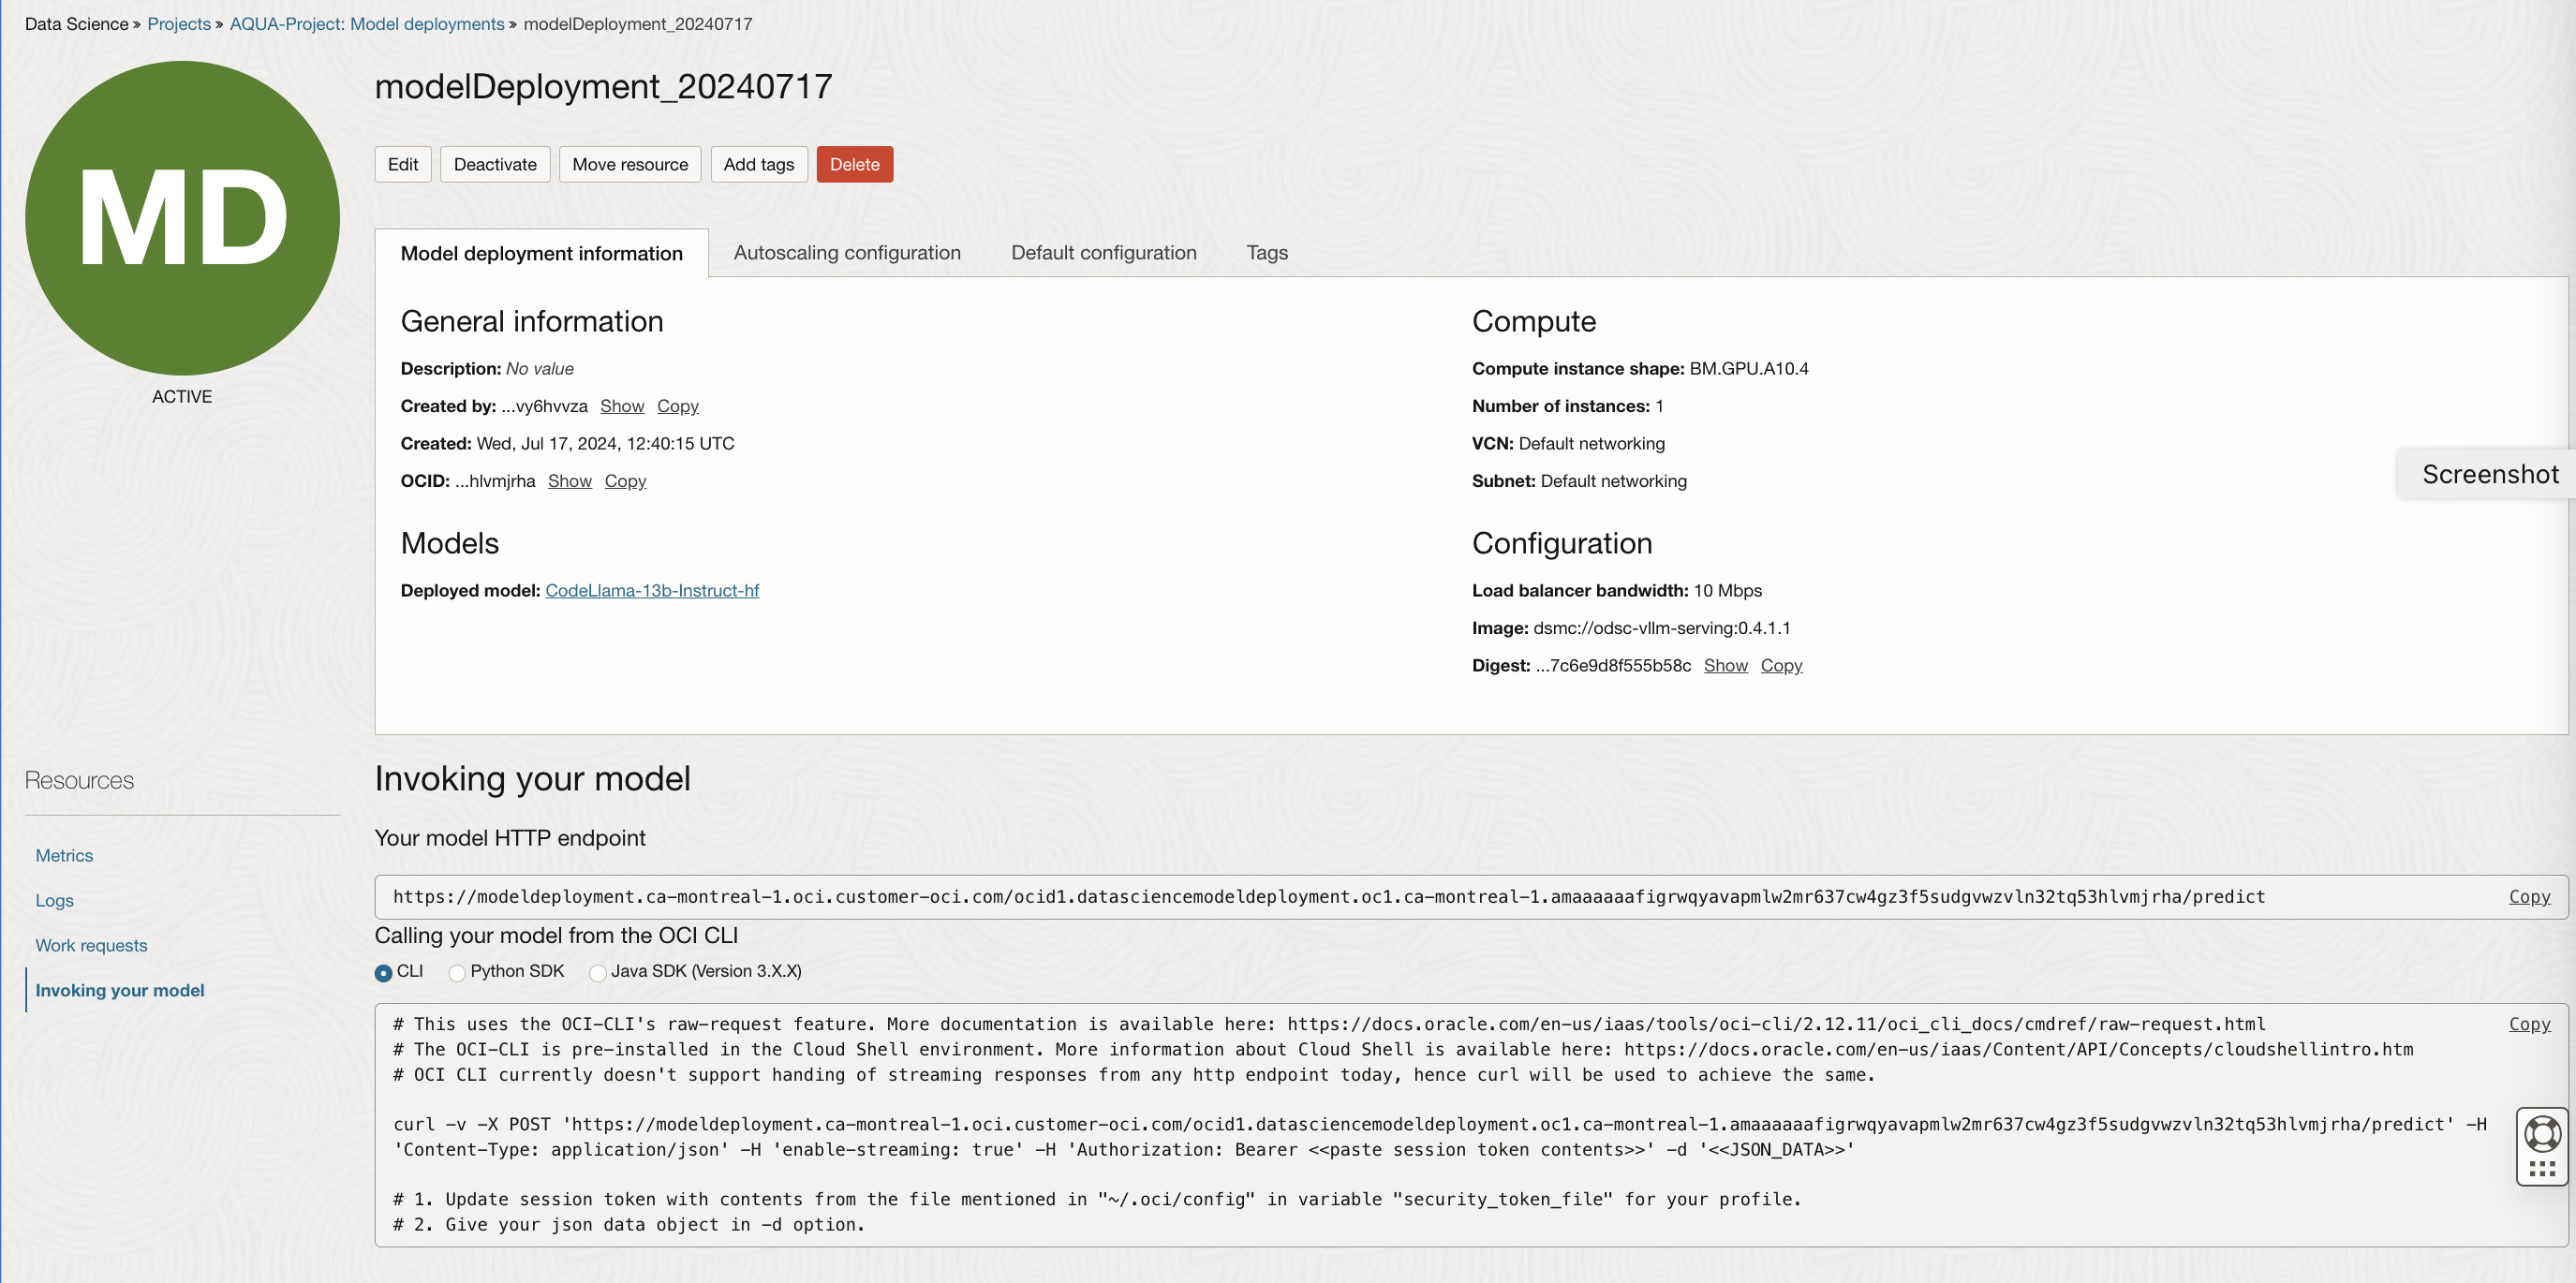 Data Science » Projects » AQUA-Project: Model deployments » modelDeployment_20240717
MD
ACTIVE
modelDeployment_20240717
Edit Deactivate Move resource Add tags Delete
Model deployment information Autoscaling configuration Default configuration Tags
General information
Description: No value
Created by: ...vy6hvvza Show Copy
Created: Wed, Jul 17, 2024, 12:40:15 UTC
OCID: ...hlvmjrha Show Copy
Models
Deployed model: CodeLlama-13b-Instruct-hf
Compute
Compute instance shape: BM.GPU.A10.4
Number of instances: 1
VCN: Default networking
Subnet: Default networking
Configuration
Load balancer bandwidth: 10 Mbps
Image: dsmc://odsc-vllm-serving:0.4.1.1
Digest: ...7c6e9d8f555b58c Show Copy
Screenshot
Resources
Metrics
Logs
Work requests
Invoking your model
Invoking your model
Your model HTTP endpoint
https://modeldeployment.ca-montreal-1.oci.customer-oci.com/ocid1.datasciencemodeldeployment.oc1.ca-montreal-1.amaaaaaafigrwqyavapmlw2mr637cw4gz3f5sudgvwzvln32tq53hlvmjrha/predict Copy
Calling your model from the OCI CLI
CLI Python SDK Java SDK (Version 3.X.X)
# This uses the OCI-CLI's raw-request feature. More documentation is available here: https://docs.oracle.com/en-us/iaas/tools/oci-cli/2.12.11/oci_cli_docs/cmdref/raw-request.html Copy
# The OCI-CLI is pre-installed in the Cloud Shell environment. More information about Cloud Shell is available here: https://docs.oracle.com/en-us/iaas/Content/API/Concepts/cloudshellintro.htm
# OCI CLI currently doesn't support handing of streaming responses from any http endpoint today, hence curl will be used to achieve the same.
curl -v -X POST 'https://modeldeployment.ca-montreal-1.oci.customer-oci.com/ocid1.datasciencemodeldeployment.oc1.ca-montreal-1.amaaaaaafigrwqyavapmlw2mr637cw4gz3f5sudgvwzvln32tq53hlvmjrha/predict' -H
'Content-Type: application/json' -H 'enable-streaming: true' -H 'Authorization: Bearer <<paste session token contents>>' -d '<<JSON_DATA>>'
# 1. Update session token with contents from the file mentioned in "~/.oci/config" in variable "security_token_file" for your profile.
# 2. Give your json data object in -d option.